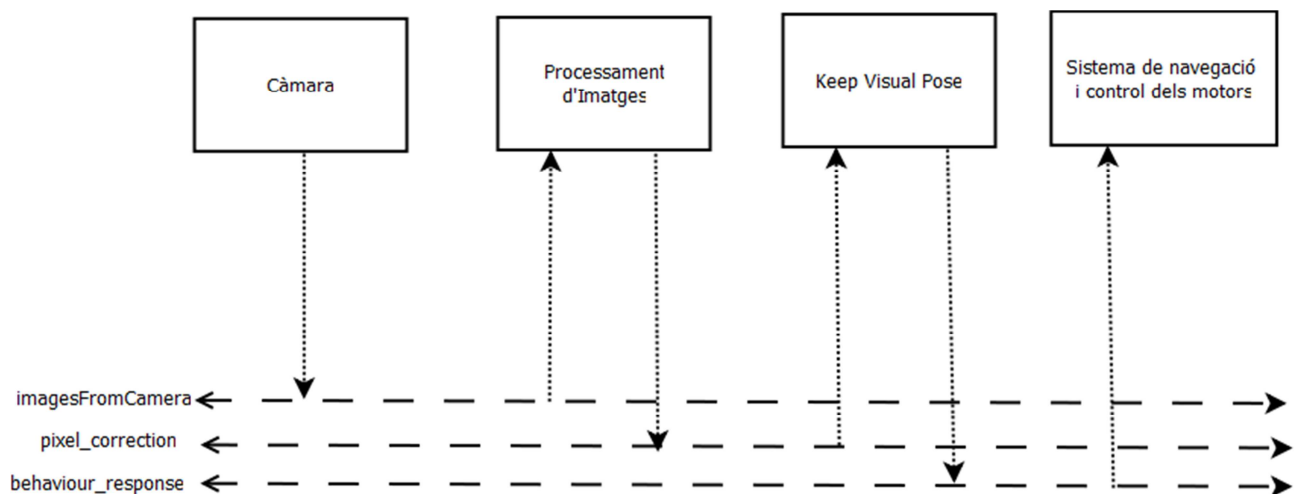 Càmara
Processament
d'Imatges
Keep Visual Pose
Sistema de navegació
i control dels motors
imagesFromCamera
pixel_correction
behaviour_response